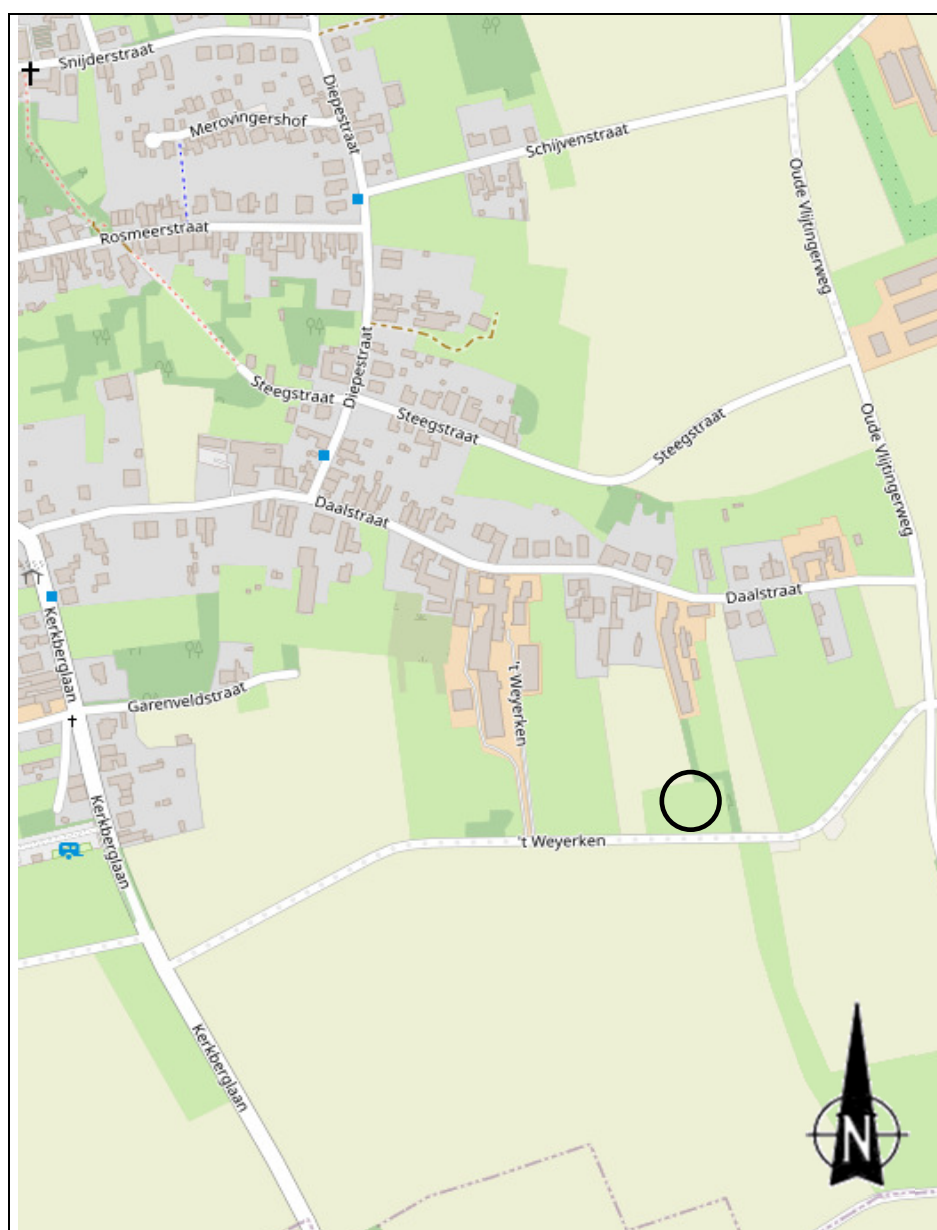 Snijderstraat
Diepestraat
Merovingershof
Schijvenstraat
Rosmeerstraat
Oude Vlijtingerweg
Diepestraat
Steegstraat
Steegstraat
Steegstraat
Oude Vlijtingerweg
Daalstraat
Daalstraat
Kerkberglaan
't Weyerken
Garenveldstraat
Kerkberglaan
't Weyerken
Kerkberglaan
N